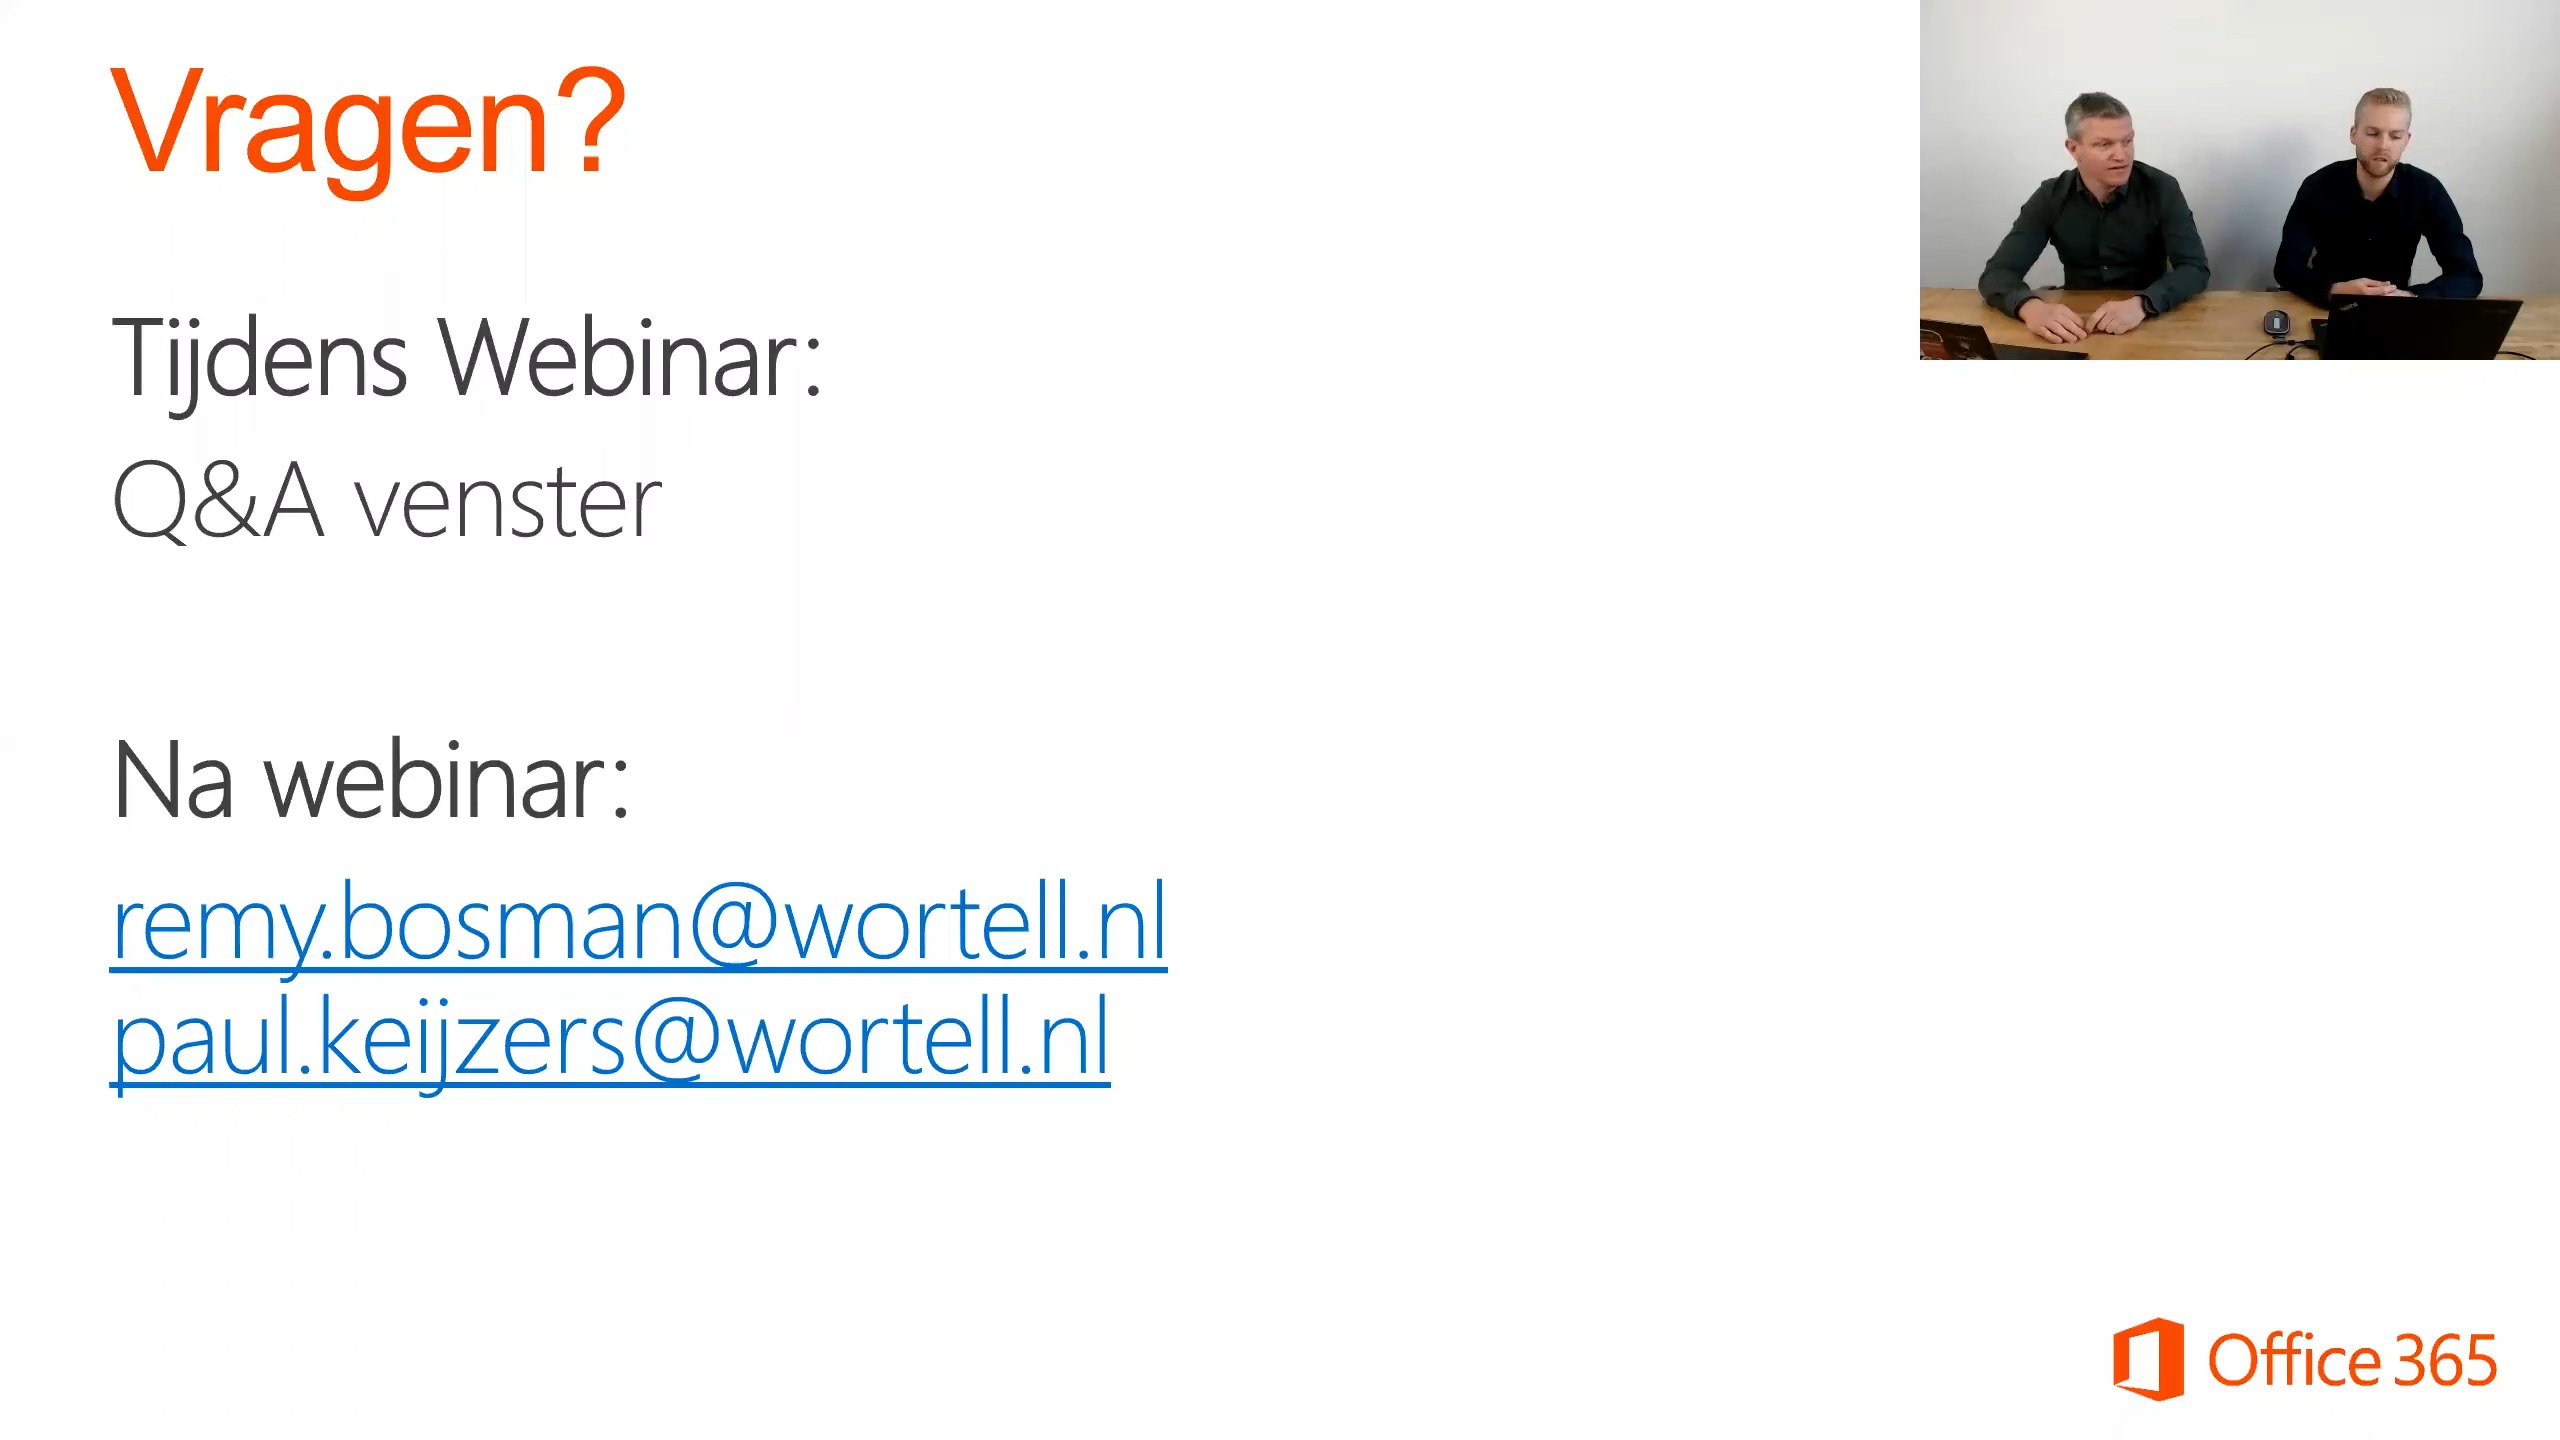 Vragen?
Tijdens Webinar:
Q&A venster
Na webinar:
remy.bosman@wortell.nl
paul.keijzers@wortell.nl
Office 365